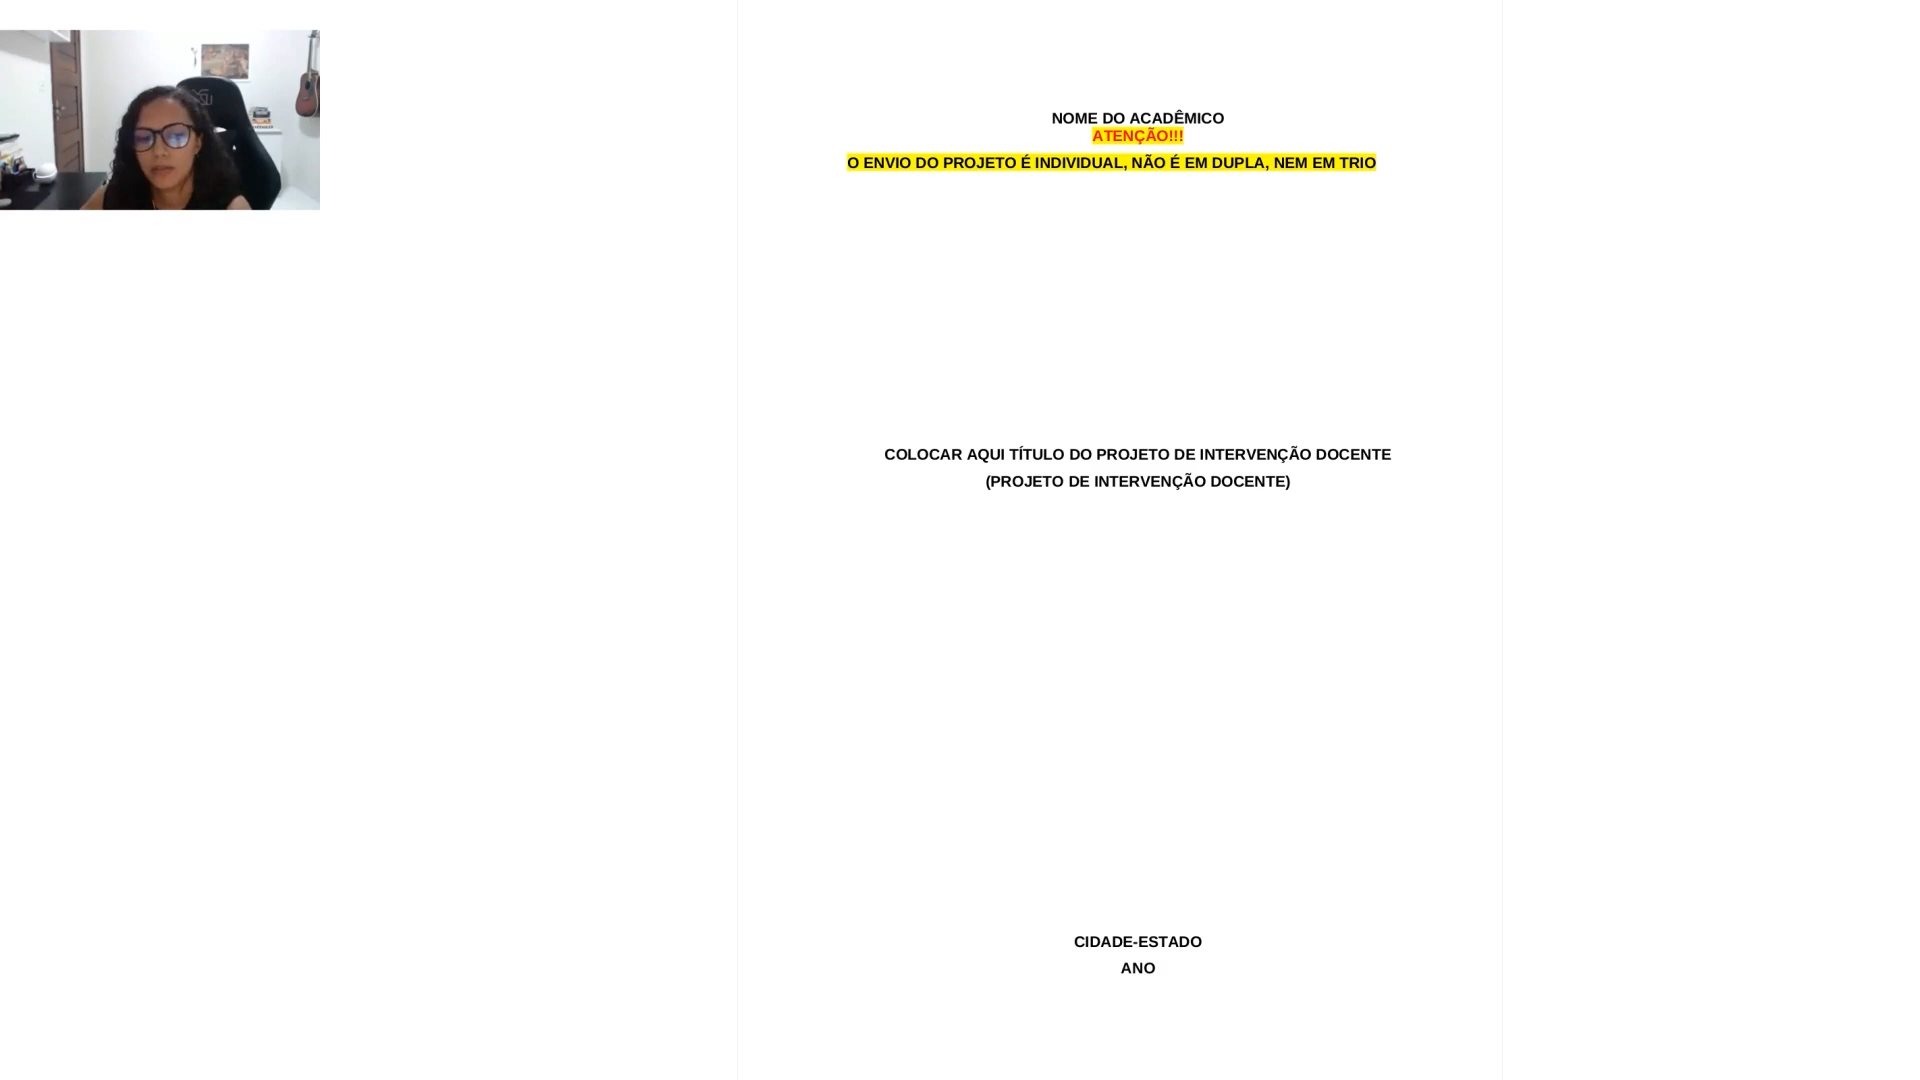 NOME DO ACADÊMICO
ATENÇÃO!!!
O ENVIO DO PROJETO É INDIVIDUAL, NÃO É EM DUPLA, NEM EM TRIO
COLOCAR AQUI TÍTULO DO PROJETO DE INTERVENÇÃO DOCENTE
(PROJETO DE INTERVENÇÃO DOCENTE)
CIDADE-ESTADO
ANO